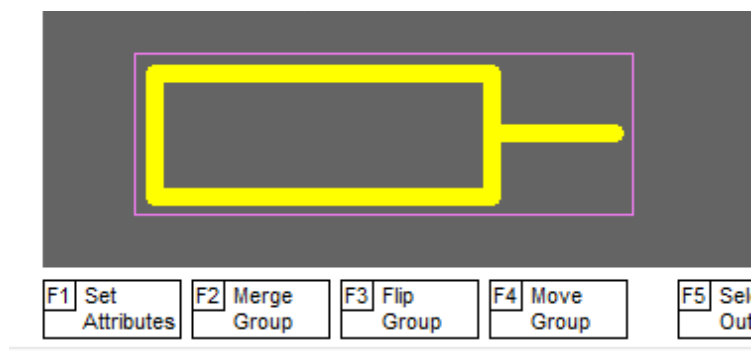 F1 Set
Attributes
F2 Merge
Group
F3 Flip
Group
F4 Move
Group
F5